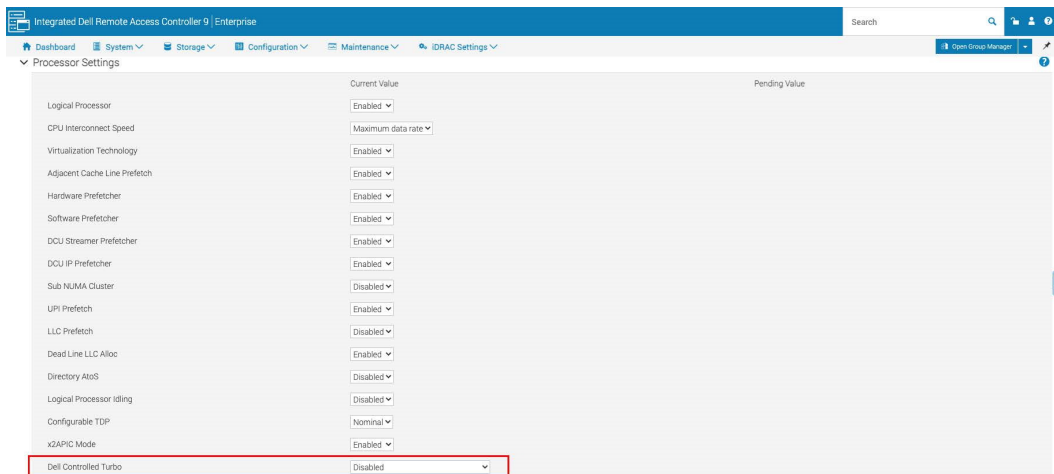 Integrated Dell Remote Access Controller 9 | Enterprise
Search
Dashboard System Storage Configuration Maintenance iDRAC Settings
Open Group Manager
Processor Settings
Current Value Pending Value
Logical Processor Enabled
CPU Interconnect Speed Maximum data rate
Virtualization Technology Enabled
Adjacent Cache Line Prefetch Enabled
Hardware Prefetcher Enabled
Software Prefetcher Enabled
DCU Streamer Prefetcher Enabled
DCU IP Prefetcher Enabled
Sub NUMA Cluster Disabled
UPI Prefetch Enabled
LLC Prefetch Disabled
Dead Line LLC Alloc Enabled
Directory AtoS Disabled
Logical Processor Idling Disabled
Configurable TDP Nominal
x2APIC Mode Enabled
Dell Controlled Turbo Disabled